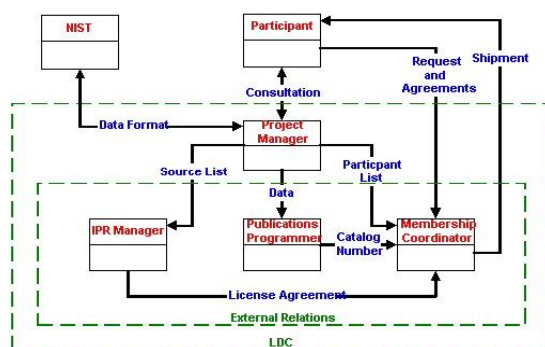 NIST
Participant
Request
and
Agreements
Shipment
Consultation
Data Format
Project
Manager
Source List
Data
Particpant
List
IPR Manager
Publications
Programmer
Catalog
Number
Membership
Coordinator
License Agreement
External Relations
LDC